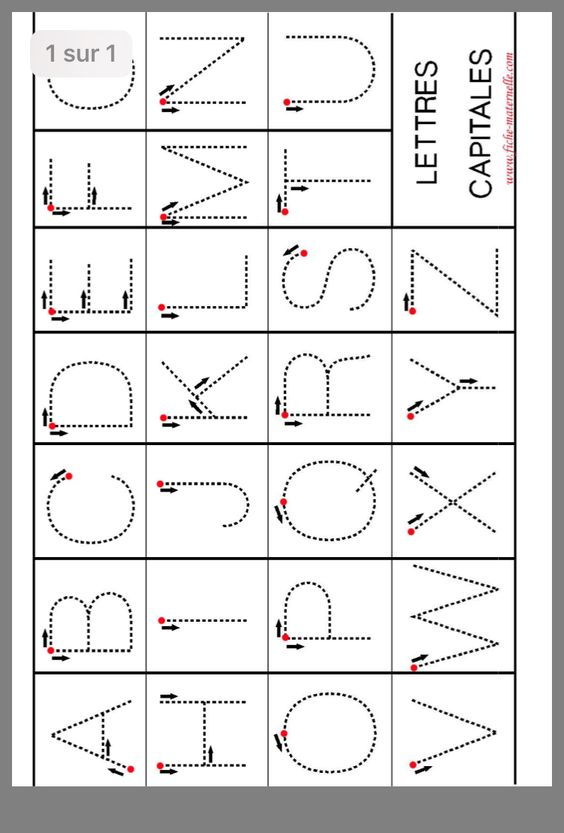 1 sur 1
A B C D E F
H I J K L M N
O P Q R S T U
V W X Y Z
LETTRES
CAPITALES
www.fiche-maternelle.com